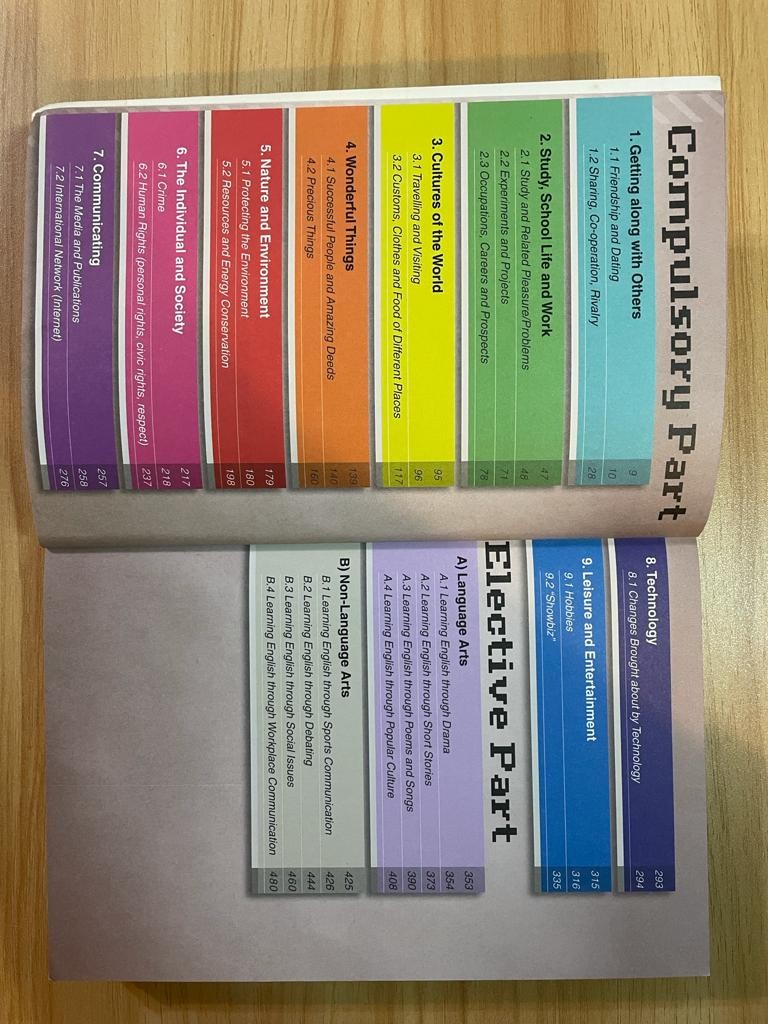 Compulsory Part
1. Getting along with Others 9
1.1 Friendship and Dating 10
1.2 Sharing, Co-operation, Rivalry 28
2. Study, School Life and Work 47
2.1 Study and Related Pleasure/Problems 48
2.2 Experiments and Projects 71
2.3 Occupations, Careers and Prospects 78
3. Cultures of the World 95
3.1 Travelling and Visiting 96
3.2 Customs, Clothes and Food of Different Places 117
4. Wonderful Things 139
4.1 Successful People and Amazing Deeds 140
4.2 Precious Things 160
5. Nature and Environment 179
5.1 Protecting the Environment 180
5.2 Resources and Energy Conservation 198
6. The Individual and Society 217
6.1 Crime 218
6.2 Human Rights (personal rights, civic rights, respect) 237
7. Communicating 257
7.1 The Media and Publications 258
7.2 International Network (Internet) 276
8. Technology 293
8.1 Changes Brought about by Technology 294
9. Leisure and Entertainment 315
9.1 Hobbies 316
9.2 "Showbiz" 335
Elective Part
A) Language Arts 353
A.1 Learning English through Drama 354
A.2 Learning English through Short Stories 373
A.3 Learning English through Poems and Songs 390
A.4 Learning English through Popular Culture 408
B) Non-Language Arts 425
B.1 Learning English through Sports Communication 426
B.2 Learning English through Debating 444
B.3 Learning English through Social Issues 460
B.4 Learning English through Workplace Communication 480